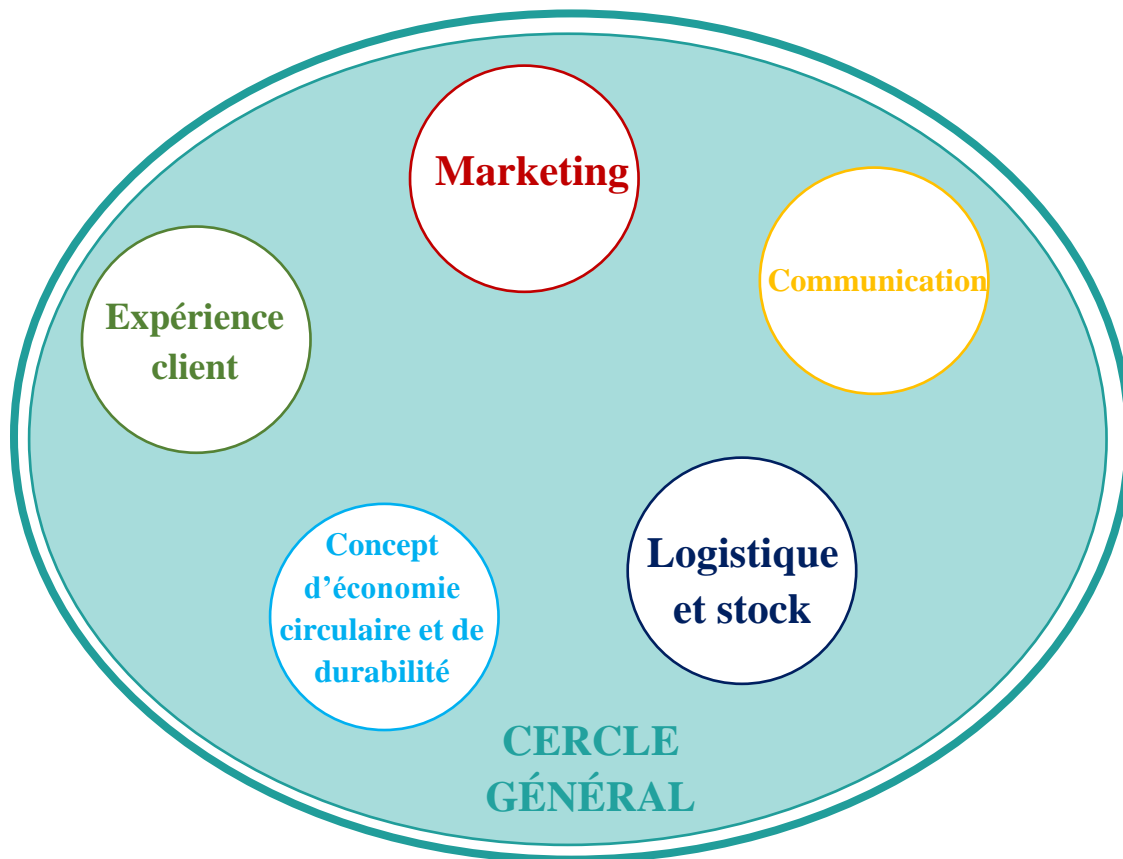 Marketing
Communication
Expérience
client
Concept
d’économie
circulaire et de
durabilité
Logistique
et stock
CERCLE
GÉNÉRAL